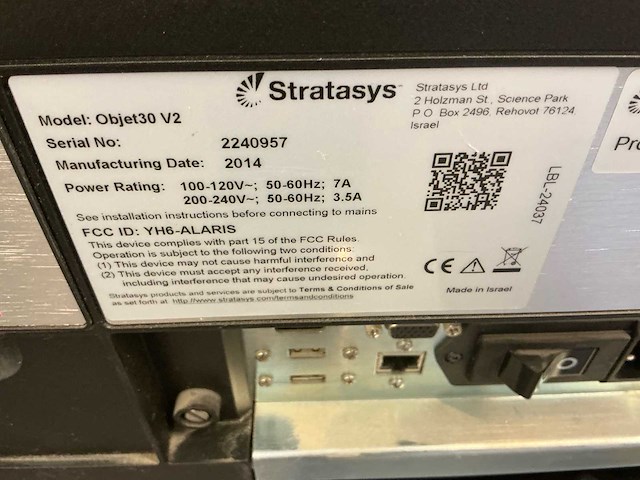 Stratasys
Stratasys Ltd
2 Holzman St., Science Park
P O Box 2496, Rehovot 76124,
Israel
Model: Objet30 V2
Serial No: 2240957
Manufacturing Date: 2014
Power Rating: 100-120V~; 50-60Hz; 7A
200-240V~; 50-60Hz; 3.5A
See installation instructions before connecting to mains
FCC ID: YH6-ALARIS
This device complies with part 15 of the FCC Rules.
Operation is subject to the following two conditions:
(1) This device may not cause harmful interference and
(2) This device must accept any interference received,
including interference that may cause undesired operation.
Stratasys products and services are subject to Terms & Conditions of Sale
as set forth at: http://www.stratasys.com/termsandconditions
LBL-24037
CE
Made in Israel
Pro